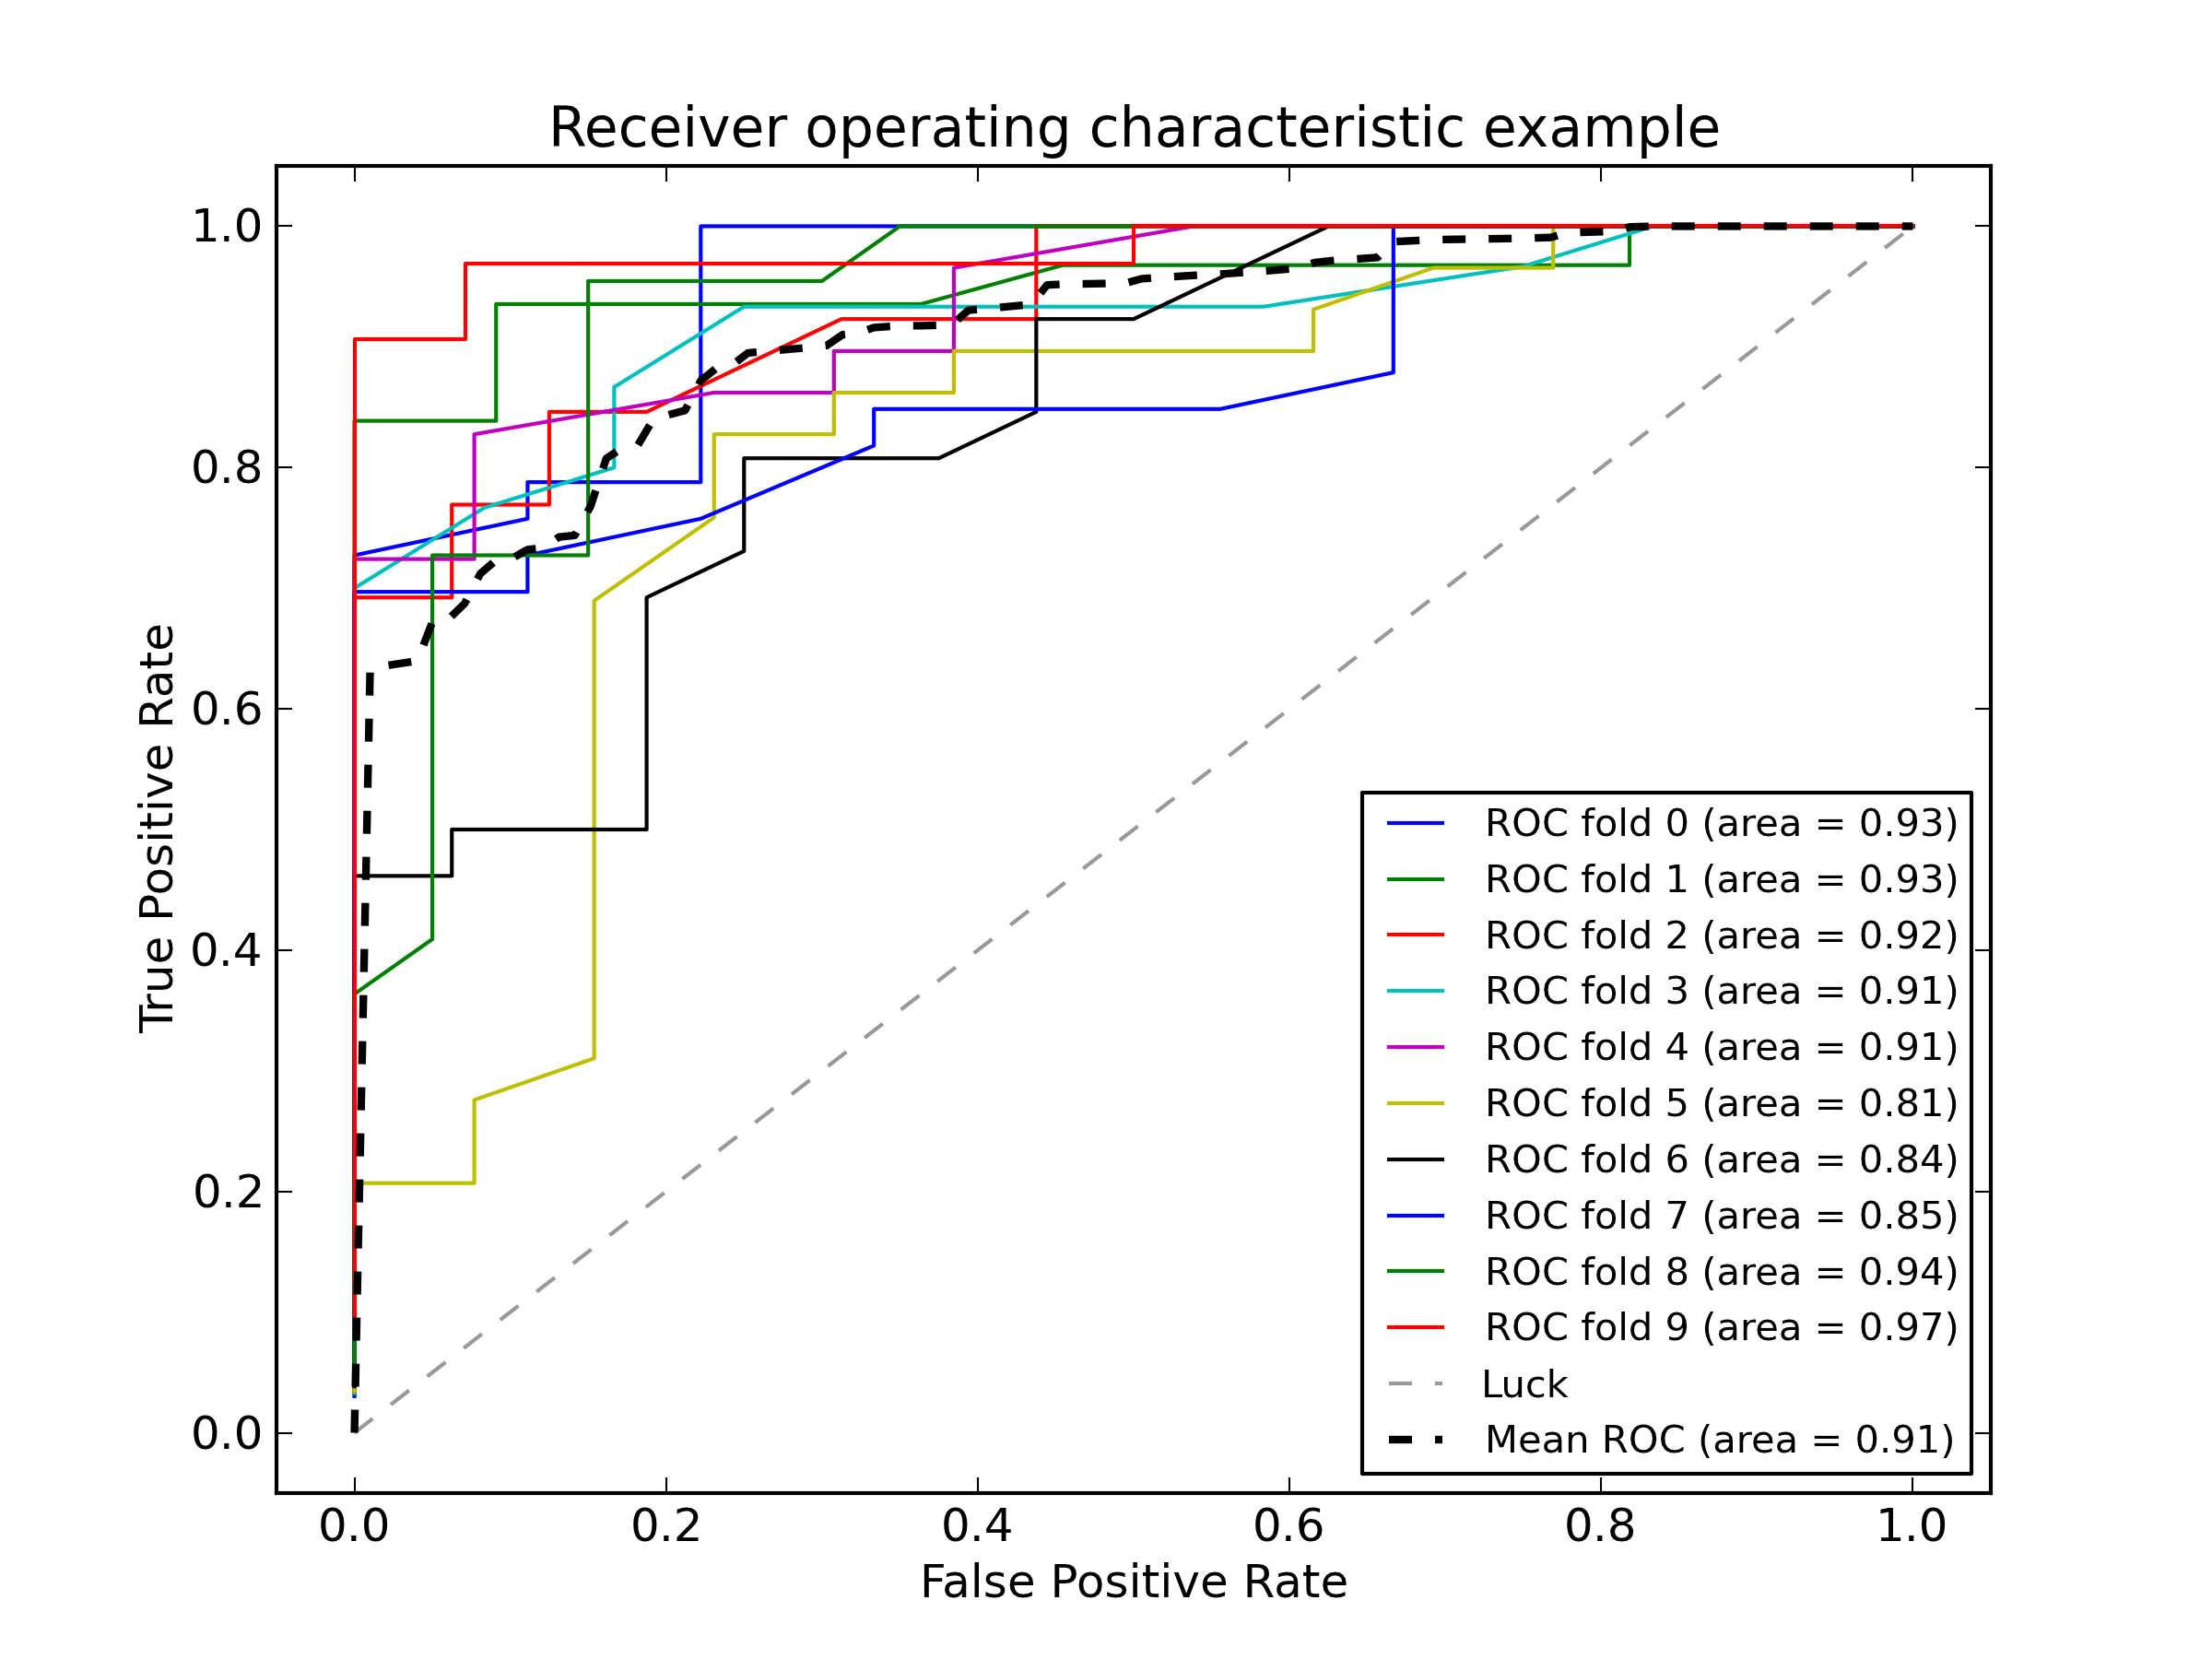 Receiver operating characteristic example
1.0
0.8
0.6
0.4
0.2
0.0
True Positive Rate
0.0 0.2 0.4 0.6 0.8 1.0
False Positive Rate
ROC fold 0 (area = 0.93)
ROC fold 1 (area = 0.93)
ROC fold 2 (area = 0.92)
ROC fold 3 (area = 0.91)
ROC fold 4 (area = 0.91)
ROC fold 5 (area = 0.81)
ROC fold 6 (area = 0.84)
ROC fold 7 (area = 0.85)
ROC fold 8 (area = 0.94)
ROC fold 9 (area = 0.97)
Luck
Mean ROC (area = 0.91)